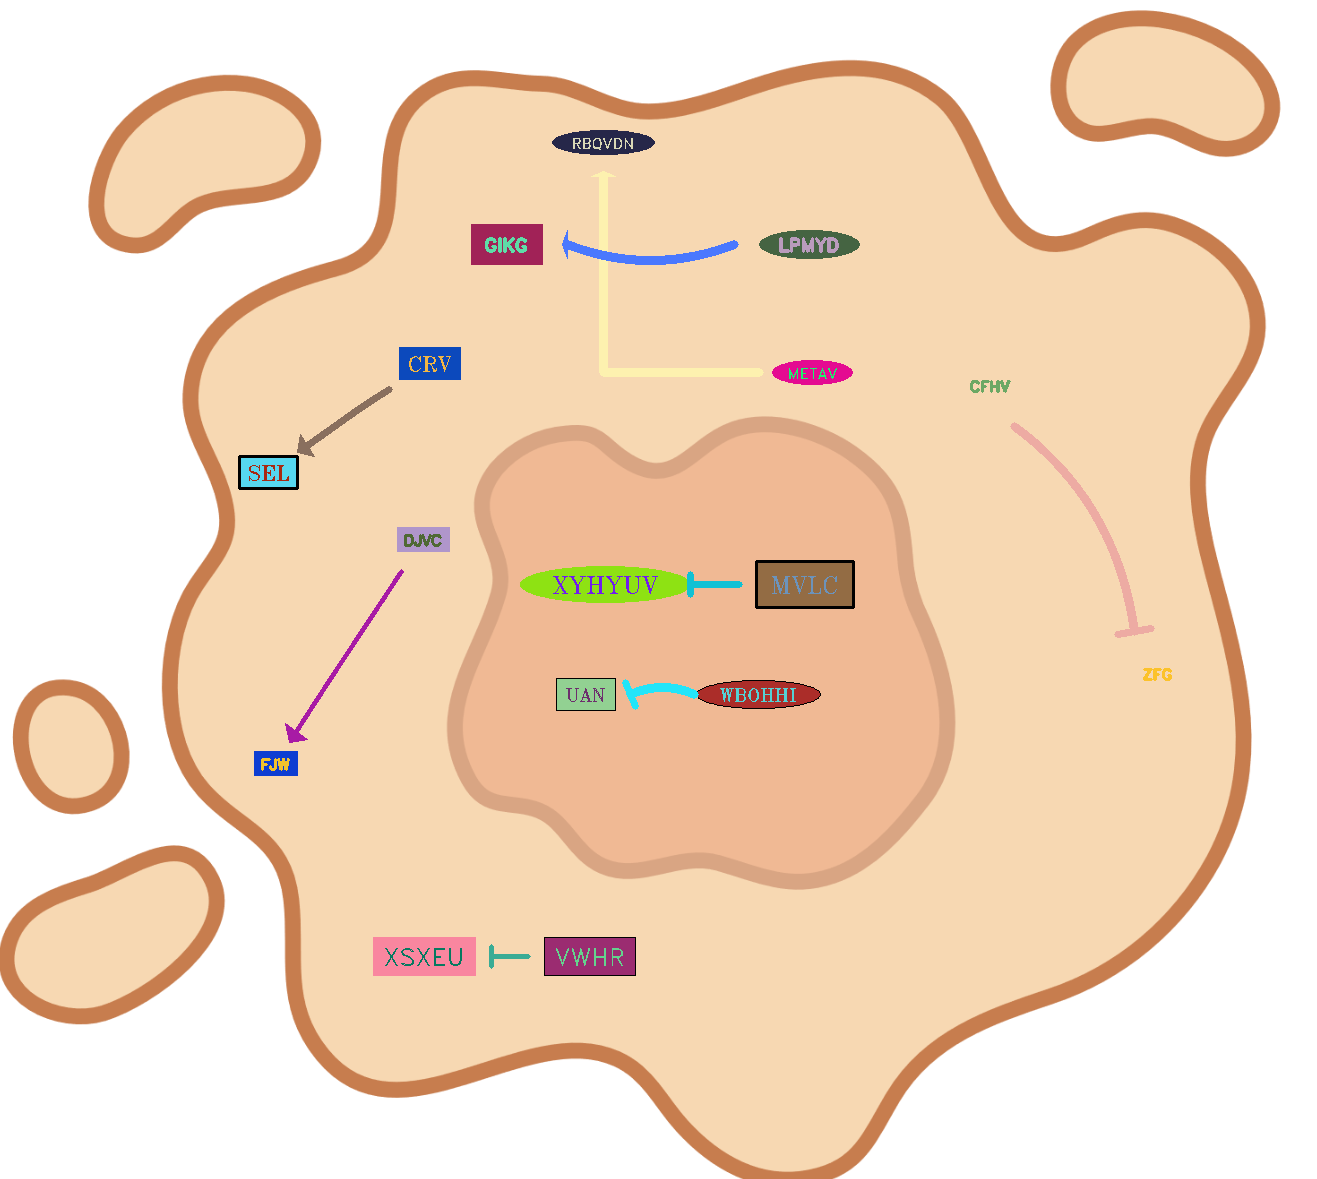 RBQVDN
GIKG
LPMYD
CRV
METAV
CFHV
SEL
DJVC
XYHYUV
MVLC
ZFG
UAN
WBOHHI
FJW
XSXEU
VWHR